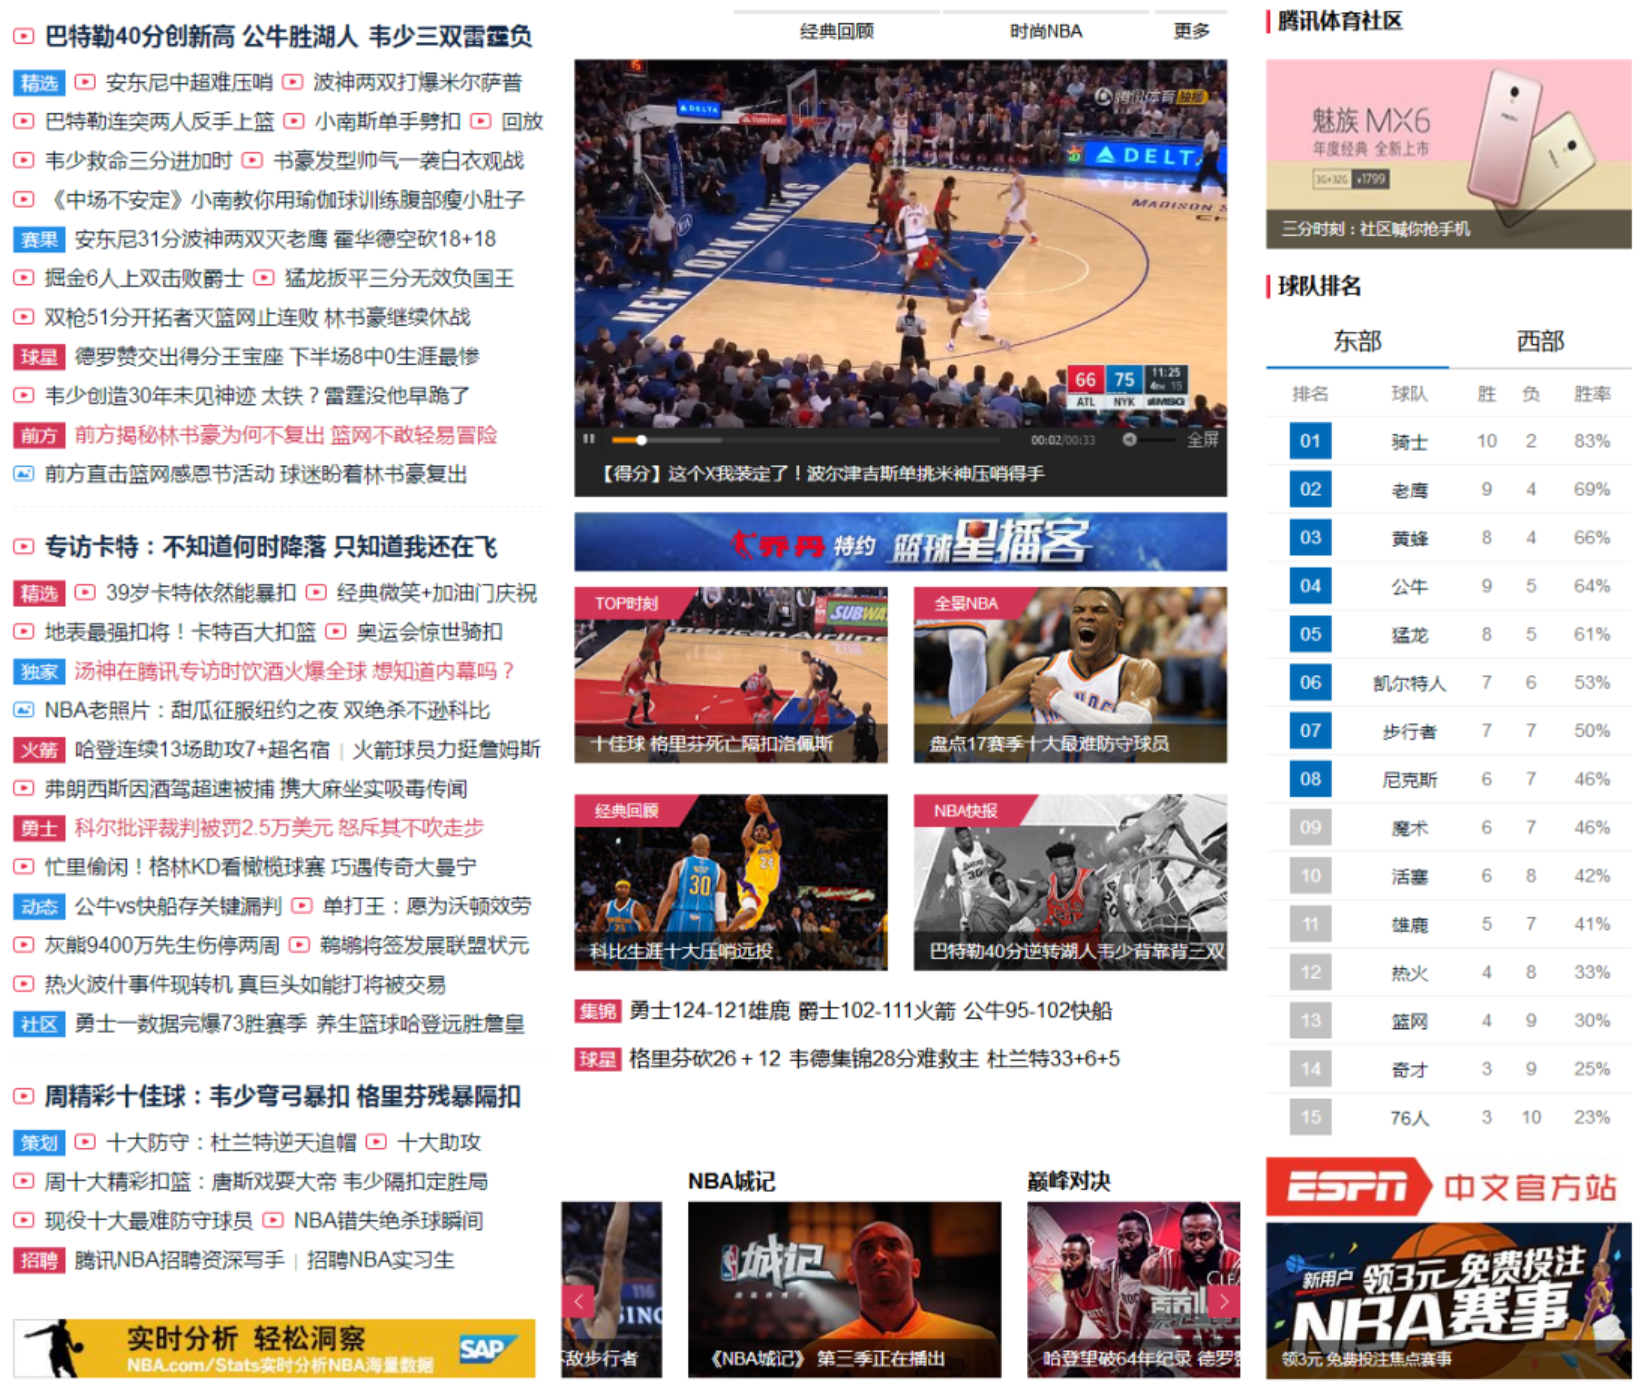 巴特勒40分创新高 公牛胜湖人 韦少三双雷霆负
精选 安东尼中超难压哨 波神两双打爆米尔萨普
巴特勒连突两人反手上篮 小南斯单手劈扣 回放
韦少救命三分进加时 书豪发型帅气一袭白衣观战
《中场不安定》小南教你用瑜伽球训练腹部瘦小肚子
赛果 安东尼31分波神两双灭老鹰 霍华德空砍18+18
掘金6人上双击败爵士 猛龙扳平三分无效负国王
双枪51分开拓者灭篮网止连败 林书豪继续休战
球星 德罗赞交出得分王宝座 下半场8中0生涯最惨
韦少创造30年未见神迹 太铁？雷霆没他早跪了
前方 前方揭秘林书豪为何不复出 篮网不敢轻易冒险
前方直击篮网感恩节活动 球迷盼着林书豪复出
专访卡特：不知道何时降落 只知道我还在飞
精选 39岁卡特依然能暴扣 经典微笑+加油门庆祝
地表最强扣将！卡特百大扣篮 奥运会惊世骑扣
独家 汤神在腾讯专访时饮酒火爆全球 想知道内幕吗？
NBA老照片：甜瓜征服纽约之夜 双绝杀不逊科比
火箭 哈登连续13场助攻7+超名宿 | 火箭球员力挺詹姆斯
弗朗西斯因酒驾超速被捕 携大麻坐实吸毒传闻
勇士 科尔批评裁判被罚2.5万美元 怒斥其不吹走步
忙里偷闲！格林KD看橄榄球赛 巧遇传奇大曼宁
动态 公牛vs快船存关键漏判 单打王：愿为沃顿效劳
灰熊9400万先生伤停两周 鹈鹕将签发展联盟状元
热火波什事件现转机 真巨头如能打将被交易
社区 勇士一数据完爆73胜赛季 养生篮球哈登远胜詹皇
周精彩十佳球：韦少弯弓暴扣 格里芬残暴隔扣
策划 十大防守：杜兰特逆天追帽 十大助攻
周十大精彩扣篮：唐斯戏耍大帝 韦少隔扣定胜局
现役十大最难防守球员 NBA错失绝杀球瞬间
招聘 腾讯NBA招聘资深写手 | 招聘NBA实习生
实时分析 轻松洞察
NBA.com/Stats实时分析NBA海量数据
SAP
经典回顾 时尚NBA 更多
腾讯体育 独播
DELTA
StateFarm
DELTA
NEW YORK KNICKS
MADISON S
66 75 11:25
4TH 15
ATL NYK MSG
00:02/00:33 全屏
【得分】这个X我装定了！波尔津吉斯单挑米神压哨得手
乔丹 特约 篮球星播客
TOP时刻
SUBWA
American Airlin
十佳球 格里芬死亡隔扣洛佩斯
全景NBA
盘点17赛季十大最难防守球员
经典回顾
30
24
科比生涯十大压哨远投
NBA快报
巴特勒40分逆转湖人韦少背靠背三双
集锦 勇士124-121雄鹿 爵士102-111火箭 公牛95-102快船
球星 格里芬砍26+12 韦德集锦28分难救主 杜兰特33+6+5
不敌步行者
NBA城记
城记
《NBA城记》 第三季正在播出
巅峰对决
哈登望破64年纪录 德罗
腾讯体育社区
魅族 MX6
年度经典 全新上市
3G+32G ¥1799
三分时刻：社区喊你抢手机
球队排名
东部 西部
排名 球队 胜 负 胜率
01 骑士 10 2 83%
02 老鹰 9 4 69%
03 黄蜂 8 4 66%
04 公牛 9 5 64%
05 猛龙 8 5 61%
06 凯尔特人 7 6 53%
07 步行者 7 7 50%
08 尼克斯 6 7 46%
09 魔术 6 7 46%
10 活塞 6 8 42%
11 雄鹿 5 7 41%
12 热火 4 8 33%
13 篮网 4 9 30%
14 奇才 3 9 25%
15 76人 3 10 23%
ESPN 中文官方站
新用户 领3元 免费投注
NBA赛事
领3元 免费投注焦点赛事